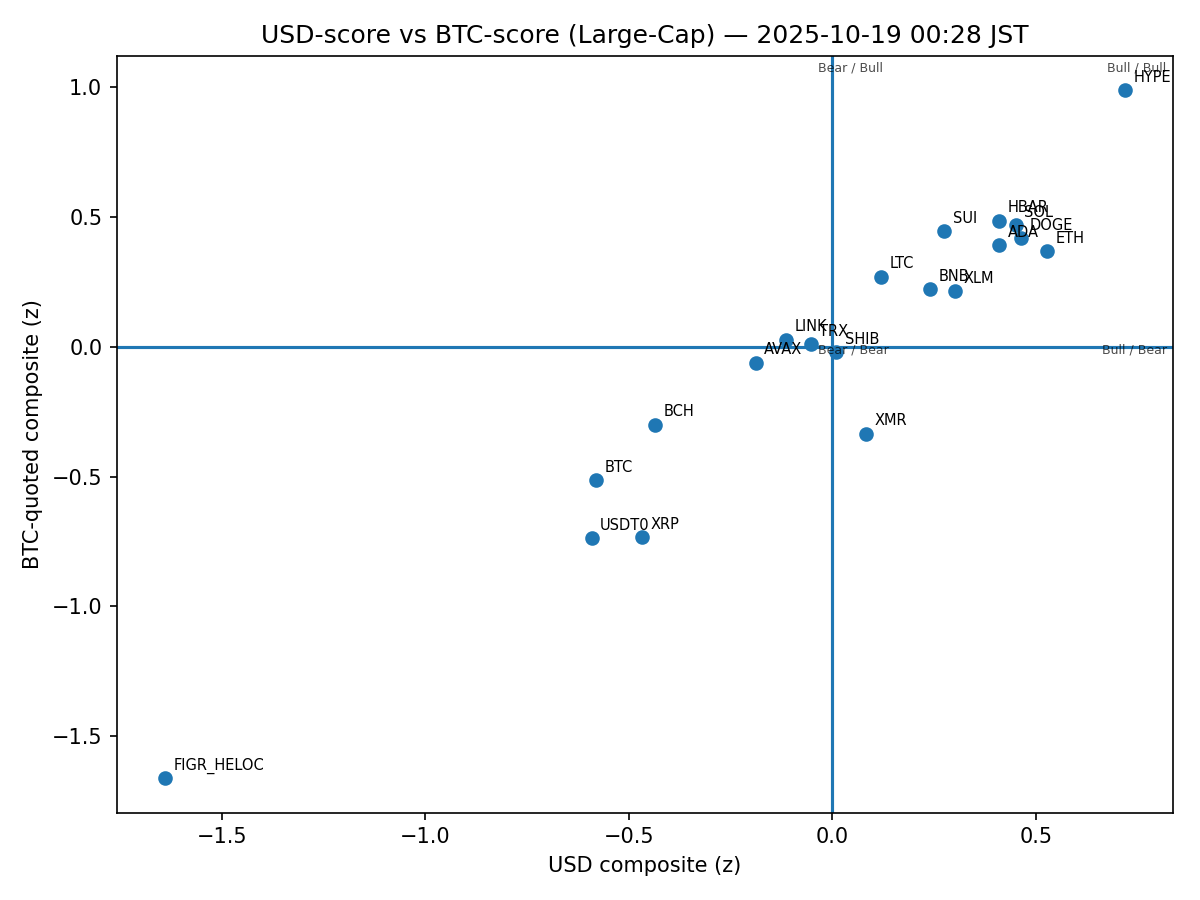 USD-score vs BTC-score (Large-Cap) — 2025-10-19 00:28 JST
Bear / Bull
Bull / Bull
HYPE
1.0
HBAR
SOL
SUI
DOGE
ADA
ETH
0.5
LTC
BNB
XLM
LINK
TRX
SHIB
AVAX
Bear / Bear
Bull / Bear
0.0
BCH
XMR
BTC
−0.5
USDT0
XRP
−1.0
−1.5
FIGR_HELOC
BTC-quoted composite (z)
−1.5
−1.0
−0.5
0.0
0.5
USD composite (z)